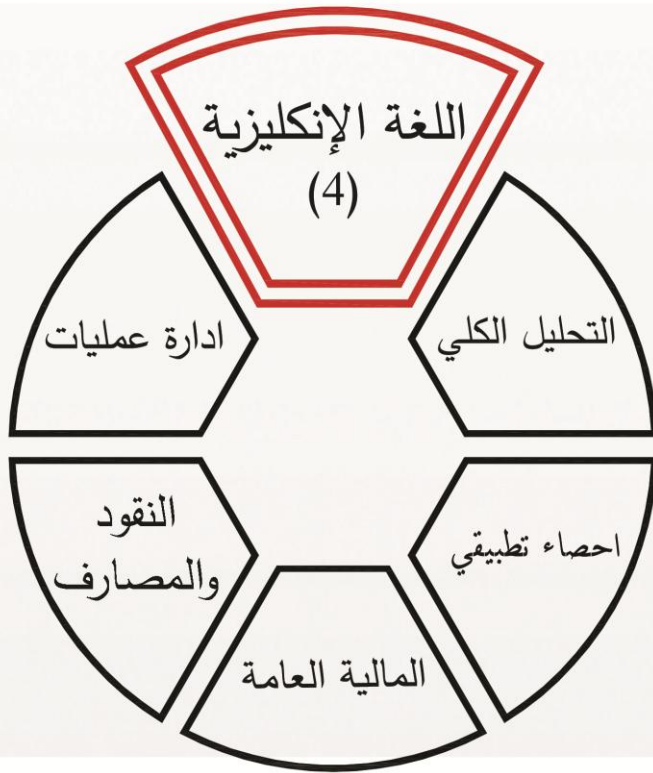 اللغة الإنكليزية
(4)
التحليل الكلي
ادارة عمليات
احصاء تطبيقي
النقود
والمصارف
المالية العامة